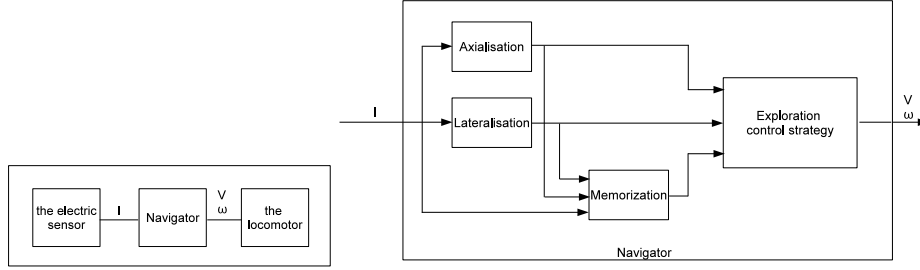 the electric
sensor
I
Navigator
V
ω
the
locomotor
I
Axialisation
Lateralisation
Memorization
Exploration
control strategy
V
ω
Navigator